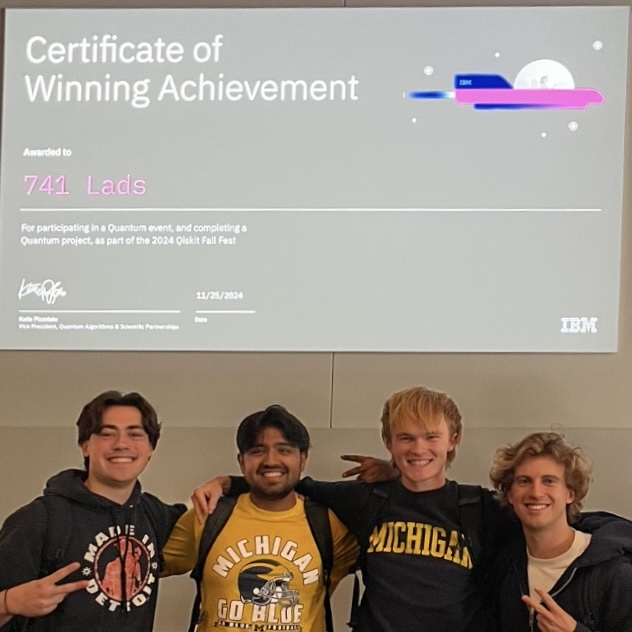 Certificate of
Winning Achievement
IBM
Awarded to
741 Lads
For participating in a Quantum event, and completing a
Quantum project, as part of the 2024 Qiskit Fall Fest
11/25/2024
Katie Pizzolato
Date
Vice President, Quantum Algorithms & Scientific Partnerships
IBM
MADE IN
DETROIT
MICHIGAN
GO BLUE
MICHIGAN